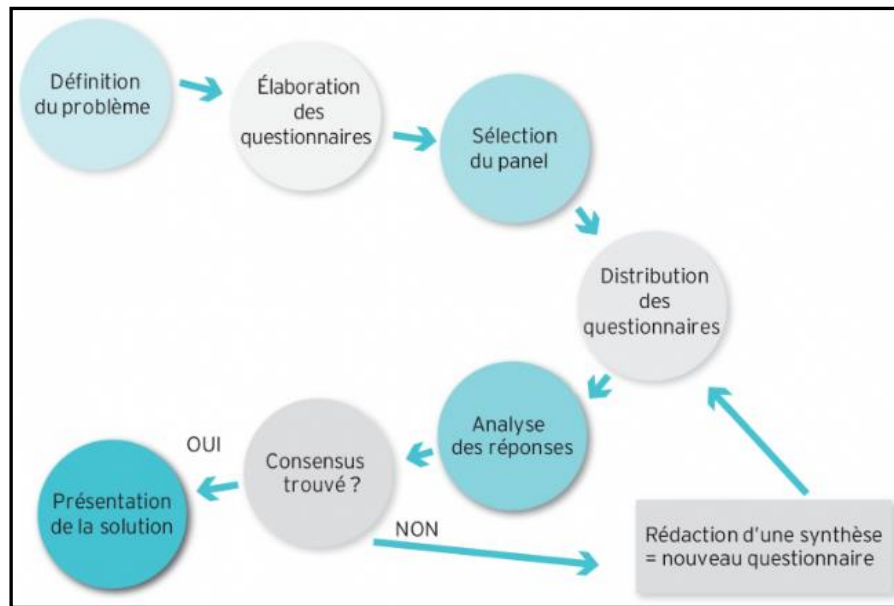 Définition
du problème
Élaboration
des
questionnaires
Sélection
du panel
Distribution
des
questionnaires
Analyse
des réponses
Consensus
trouvé ?
OUI
Présentation
de la solution
NON
Rédaction d'une synthèse
= nouveau questionnaire